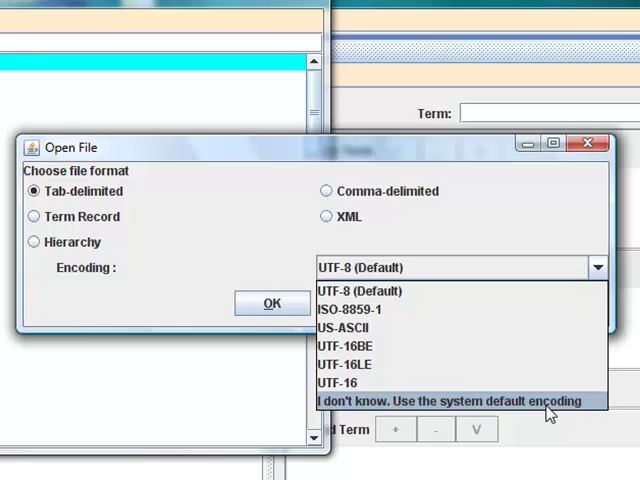 Term:
Open File
Choose file format
Tab-delimited
Comma-delimited
Term Record
XML
Hierarchy
Encoding :
UTF-8 (Default)
OK
UTF-8 (Default)
ISO-8859-1
US-ASCII
UTF-16BE
UTF-16LE
UTF-16
I don't know. Use the system default encoding
d Term
+
-
V